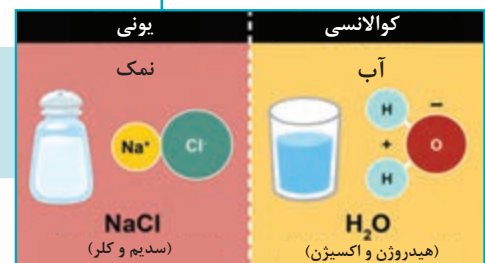 کووالانسی
یونی
آب
نمک
H
−
+
O
H
Na⁺
Cl⁻
H₂O
NaCl
(هیدروژن و اکسیژن)
(سدیم و کلر)